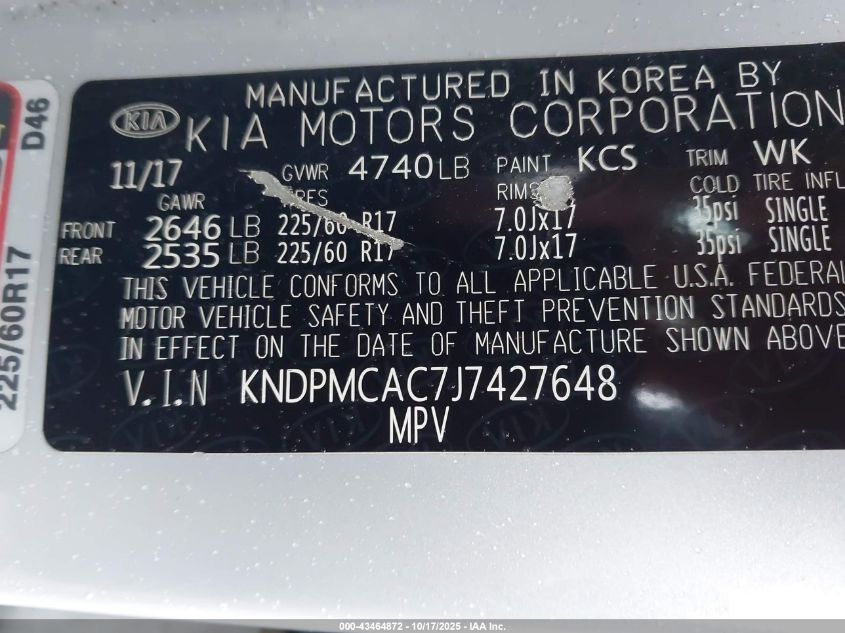 MANUFACTURED IN KOREA BY
KIA KIA MOTORS CORPORATION
11/17 GVWR 4740LB PAINT KCS TRIM WK
GAWR RIMS COLD TIRE INFL
FRONT 2646 LB 225/60 R17 7.0Jx17 35psi SINGLE
REAR 2535 LB 225/60 R17 7.0Jx17 35psi SINGLE
THIS VEHICLE CONFORMS TO ALL APPLICABLE U.S.A. FEDERAL
MOTOR VEHICLE SAFETY AND THEFT PREVENTION STANDARDS
IN EFFECT ON THE DATE OF MANUFACTURE SHOWN ABOVE
V.I.N KNDPMCAC7J7427648
MPV
D46
225/60R17
000-43464872 - 10/17/2025 - IAA Inc.